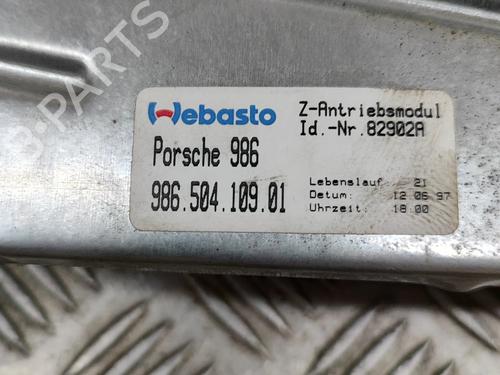 Webasto
Z-Antriebsmodul
Id.-Nr.82902A
Porsche 986
986.504.109.01
Lebenslauf: 21
Datum: 12 06 97
Uhrzeit: 18:00
B-PARTS